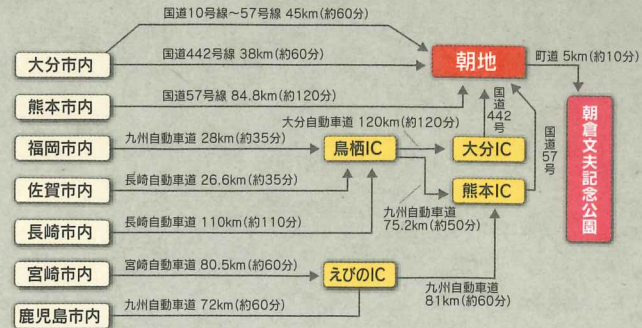 国道10号線〜57号線 45km(約60分)
大分市内
国道442号線 38km(約60分)
朝地
町道 5km(約10分)
熊本市内
国道57号線 84.8km(約120分)
国道442号
国道57号
朝倉文夫記念公園
福岡市内
九州自動車道 28km(約35分)
鳥栖IC
大分自動車道 120km(約120分)
大分IC
佐賀市内
長崎自動車道 26.6km(約35分)
熊本IC
長崎市内
長崎自動車道 110km(約110分)
九州自動車道
75.2km(約50分)
宮崎市内
宮崎自動車道 80.5km(約60分)
えびのIC
九州自動車道
81km(約60分)
鹿児島市内
九州自動車道 72km(約60分)